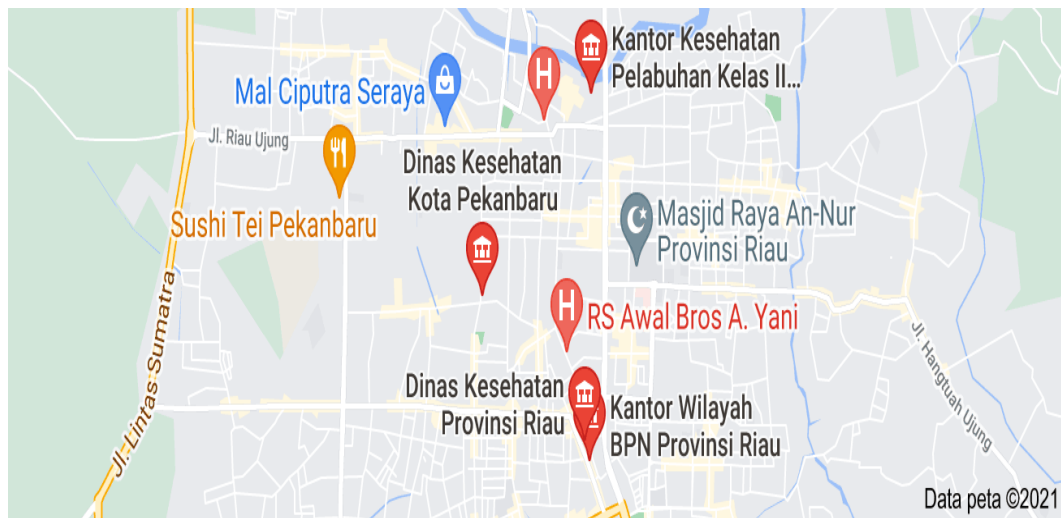 Kantor Kesehatan
Pelabuhan Kelas II...
Mal Ciputra Seraya
H
Jl. Riau Ujung
Dinas Kesehatan
Kota Pekanbaru
Sushi Tei Pekanbaru
Masjid Raya An-Nur
Provinsi Riau
H
RS Awal Bros A. Yani
Jl. Lintas Sumatra
Jl. Hangtuah Ujung
Dinas Kesehatan
Provinsi Riau
Kantor Wilayah
BPN Provinsi Riau
Data peta ©2021